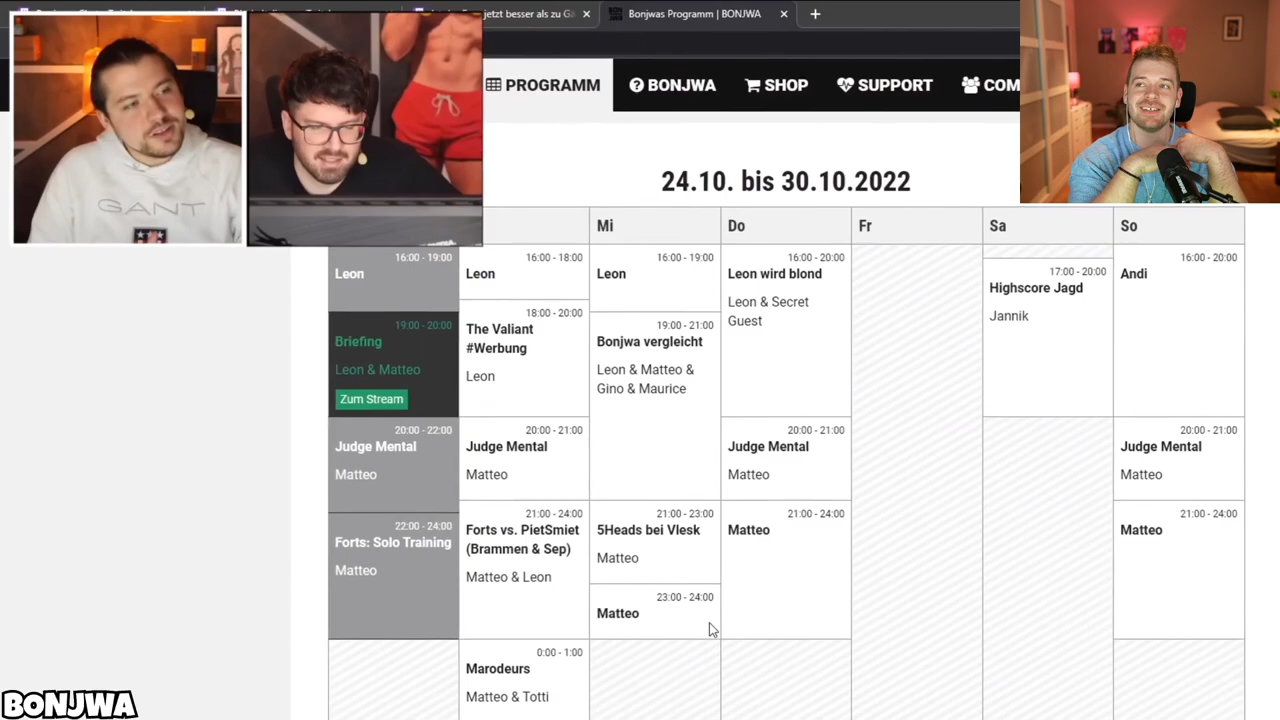 jetzt besser als zu G
Bonjwas Programm | BONJWA
PROGRAMM
BONJWA
SHOP
SUPPORT
COM
GANT
24.10. bis 30.10.2022
Mi
Do
Fr
Sa
So
16:00 - 19:00
Leon
19:00 - 20:00
Briefing
Leon & Matteo
Zum Stream
20:00 - 22:00
Judge Mental
Matteo
22:00 - 24:00
Forts: Solo Training
Matteo
16:00 - 18:00
Leon
18:00 - 20:00
The Valiant
#Werbung
Leon
20:00 - 21:00
Judge Mental
Matteo
21:00 - 24:00
Forts vs. PietSmiet
(Brammen & Sep)
Matteo & Leon
0:00 - 1:00
Marodeurs
Matteo & Totti
16:00 - 19:00
Leon
19:00 - 21:00
Bonjwa vergleicht
Leon & Matteo &
Gino & Maurice
21:00 - 23:00
5Heads bei Vlesk
Matteo
23:00 - 24:00
Matteo
16:00 - 20:00
Leon wird blond
Leon & Secret
Guest
20:00 - 21:00
Judge Mental
Matteo
21:00 - 24:00
Matteo
17:00 - 20:00
Highscore Jagd
Jannik
16:00 - 20:00
Andi
20:00 - 21:00
Judge Mental
Matteo
21:00 - 24:00
Matteo
BONJWA